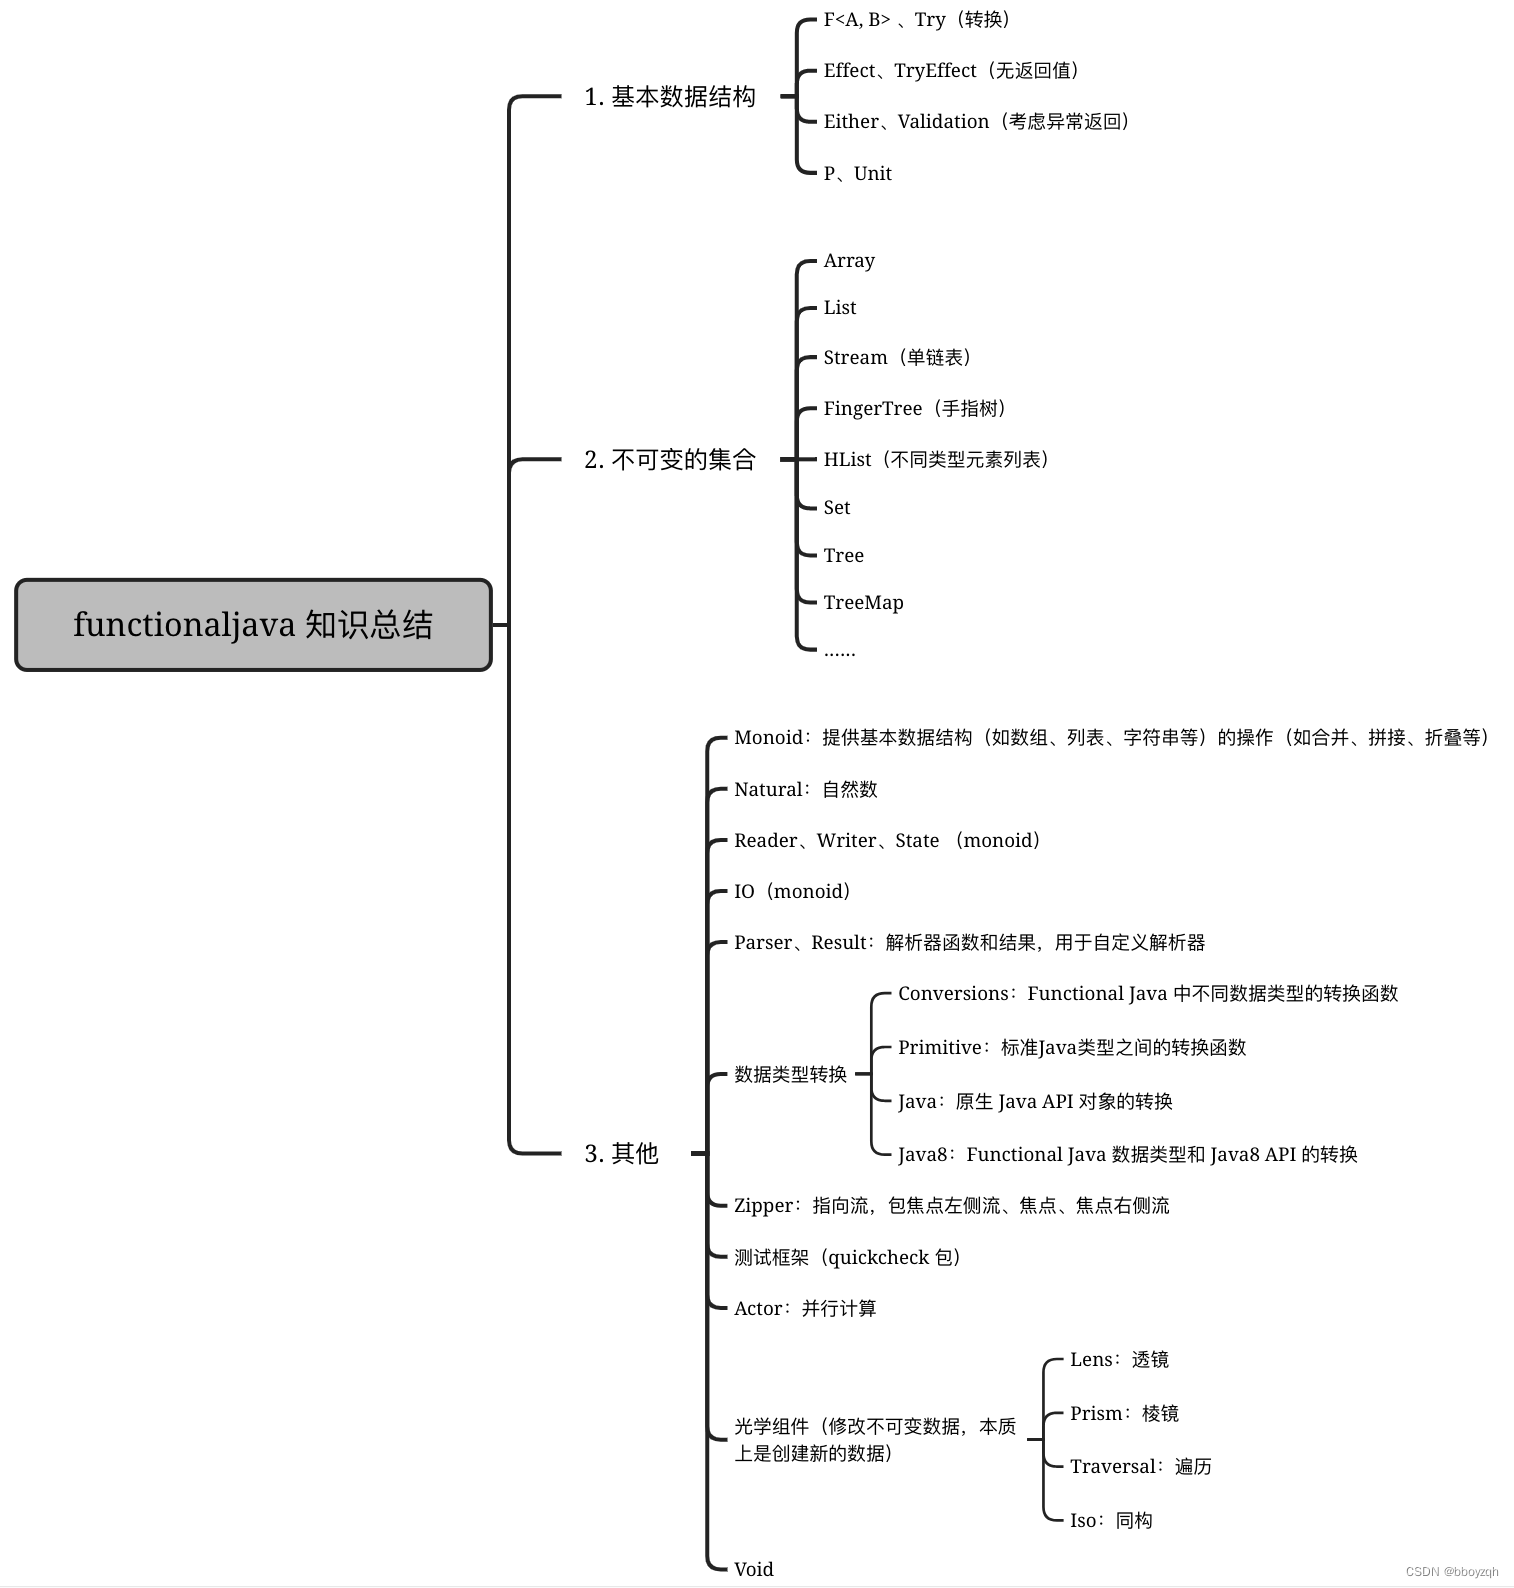 functionaljava 知识总结
1. 基本数据结构
F<A, B> 、Try（转换）
Effect、TryEffect（无返回值）
Either、Validation（考虑异常返回）
P、Unit
2. 不可变的集合
Array
List
Stream（单链表）
FingerTree（手指树）
HList（不同类型元素列表）
Set
Tree
TreeMap
……
3. 其他
Monoid：提供基本数据结构（如数组、列表、字符串等）的操作（如合并、拼接、折叠等）
Natural：自然数
Reader、Writer、State （monoid）
IO（monoid）
Parser、Result：解析器函数和结果，用于自定义解析器
数据类型转换
Conversions：Functional Java 中不同数据类型的转换函数
Primitive：标准Java类型之间的转换函数
Java：原生 Java API 对象的转换
Java8：Functional Java 数据类型和 Java8 API 的转换
Zipper：指向流，包焦点左侧流、焦点、焦点右侧流
测试框架（quickcheck 包）
Actor：并行计算
光学组件（修改不可变数据，本质
上是创建新的数据）
Lens：透镜
Prism：棱镜
Traversal：遍历
Iso：同构
Void
CSDN @bboyzqh